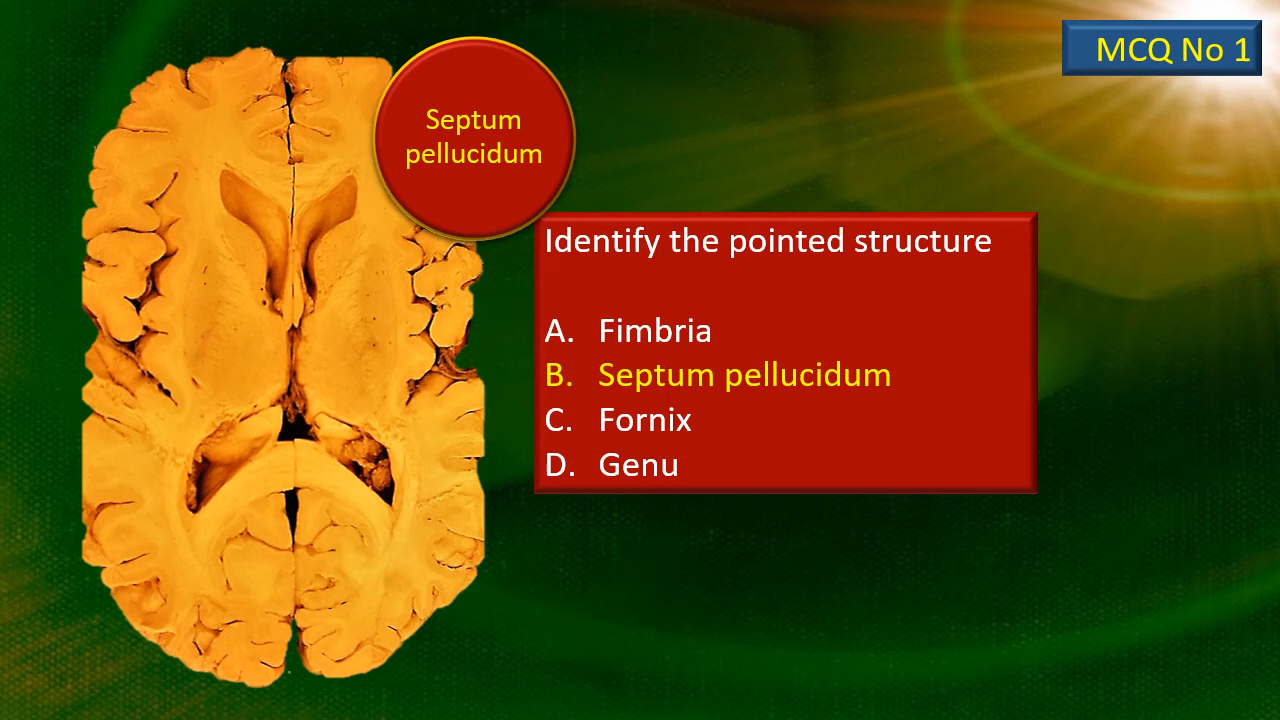 MCQ No 1
Septum
pellucidum
Identify the pointed structure
A. Fimbria
B. Septum pellucidum
C. Fornix
D. Genu